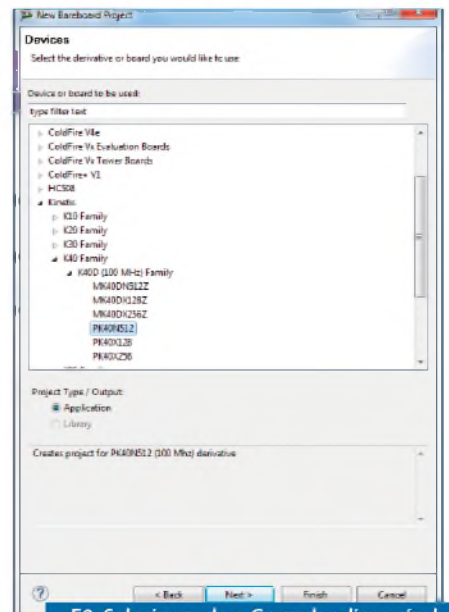 New Bareboard Project
Devices
Select the derivative or board you would like to use
Device or board to be used:
type filter text
ColdFire V4e
ColdFire Vx Evaluation Boards
ColdFire Vx Tower Boards
ColdFire+ V1
HCS08
Kinetis
K10 Family
K20 Family
K30 Family
K40 Family
K40D (100 MHz) Family
MK40DN512Z
MK40DX128Z
MK40DX256Z
PK40N512
PK40X128
PK40X256
Project Type / Output:
Application
Library
Creates project for PK40N512 (100 Mhz) derivative
?
< Back
Next >
Finish
Cancel